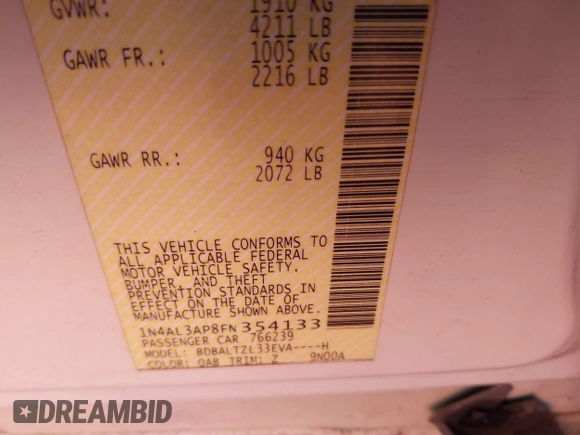 GVWR: 1910 KG
4211 LB
GAWR FR.: 1005 KG
2216 LB
GAWR RR.: 940 KG
2072 LB
THIS VEHICLE CONFORMS TO
ALL APPLICABLE FEDERAL
MOTOR VEHICLE SAFETY,
BUMPER, AND THEFT
PREVENTION STANDARDS IN
EFFECT ON THE DATE OF
MANUFACTURE SHOWN ABOVE.
1N4AL3AP8FN354133
PASSENGER CAR 766239
MODEL: BDBALTZL33EVA----H
COLOR: QAB TRIM: Z 9N00A
DREAMBID